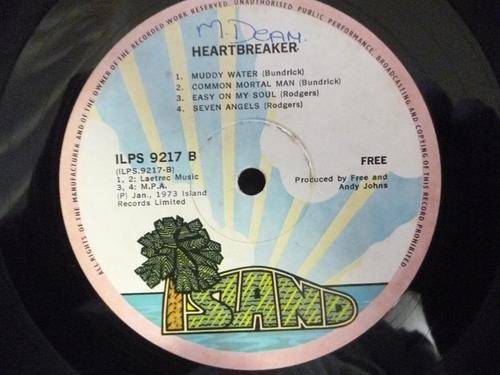 ALL RIGHTS OF THE MANUFACTURER AND OF THE OWNER OF THE RECORDED WORK RESERVED. UNAUTHORISED PUBLIC PERFORMANCE, BROADCASTING AND COPYING OF THIS RECORD PROHIBITED.
M. DEAN.
HEARTBREAKER
1. MUDDY WATER (Bundrick)
2. COMMON MORTAL MAN (Bundrick)
3. EASY ON MY SOUL (Rodgers)
4. SEVEN ANGELS (Rodgers)
ILPS 9217 B
(ILPS.9217-B)
1, 2: Laetrec Music
3, 4: M.P.A.
(P) Jan., 1973 Island
Records Limited
FREE
Produced by Free and
Andy Johns
ISLAND